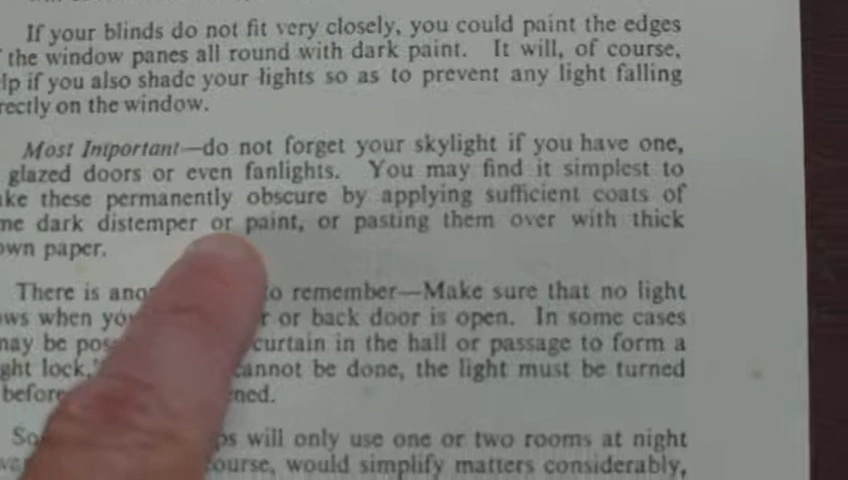 If your blinds do not fit very closely, you could paint the edges
the window panes all round with dark paint. It will, of course,
lp if you also shade your lights so as to prevent any light falling
rectly on the window.
Most Important—do not forget your skylight if you have one,
glazed doors or even fanlights. You may find it simplest to
ake these permanently obscure by applying sufficient coats of
me dark distemper or paint, or pasting them over with thick
own paper.
There is ano to remember—Make sure that no light
ows when yo r or back door is open. In some cases
may be pos curtain in the hall or passage to form a
ght lock," cannot be done, the light must be turned
before ned.
So ps will only use one or two rooms at night
ourse, would simplify matters considerably,